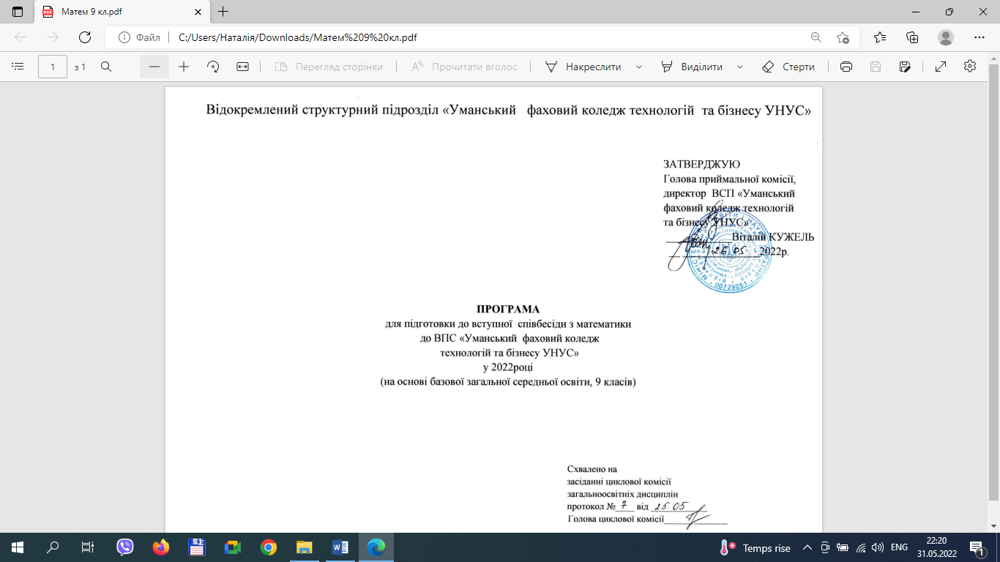 Матем 9 кл.pdf
Файл
C:/Users/Наталія/Downloads/Матем%209%20кл.pdf
1 з 1
Перегляд сторінки
Прочитати вголос
Накреслити
Виділити
Стерти
Відокремлений структурний підрозділ «Уманський фаховий коледж технологій та бізнесу УНУС»
ЗАТВЕРДЖУЮ
Голова приймальної комісії,
директор ВСП «Уманський
фаховий коледж технологій
та бізнесу УНУС»
Віталій КУЖЕЛЬ
26.05 2022р.
00729051
ПРОГРАМА
для підготовки до вступної співбесіди з математики
до ВПС «Уманський фаховий коледж
технологій та бізнесу УНУС»
у 2022році
(на основі базової загальної середньої освіти, 9 класів)
Схвалено на
засіданні циклової комісії
загальноосвітніх дисциплін
протокол № 7 від 25.05
Голова циклової комісії
Temps rise
ENG
22:20
31.05.2022
1